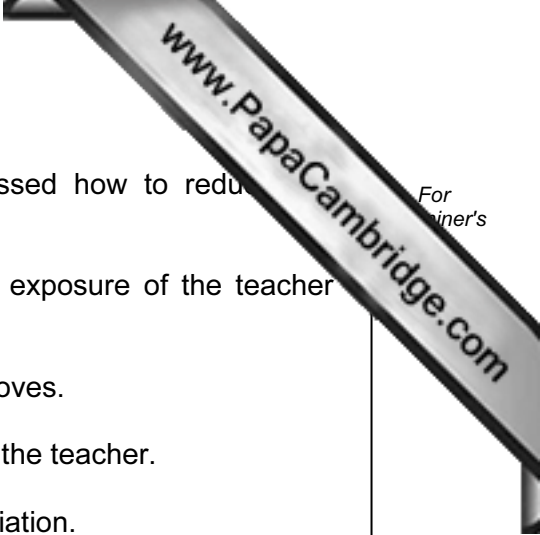 www.PapaCambridge.com
ssed how to redu
For
iner's
exposure of the teacher
oves.
the teacher.
iation.